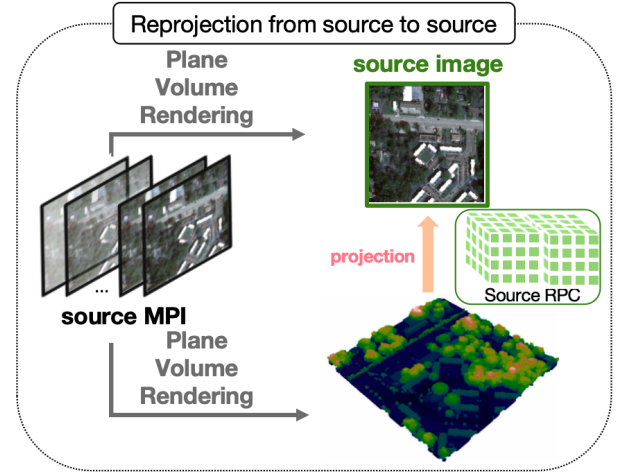 Reprojection from source to source
Plane
Volume
Rendering
source image
projection
Source RPC
...
source MPI
Plane
Volume
Rendering